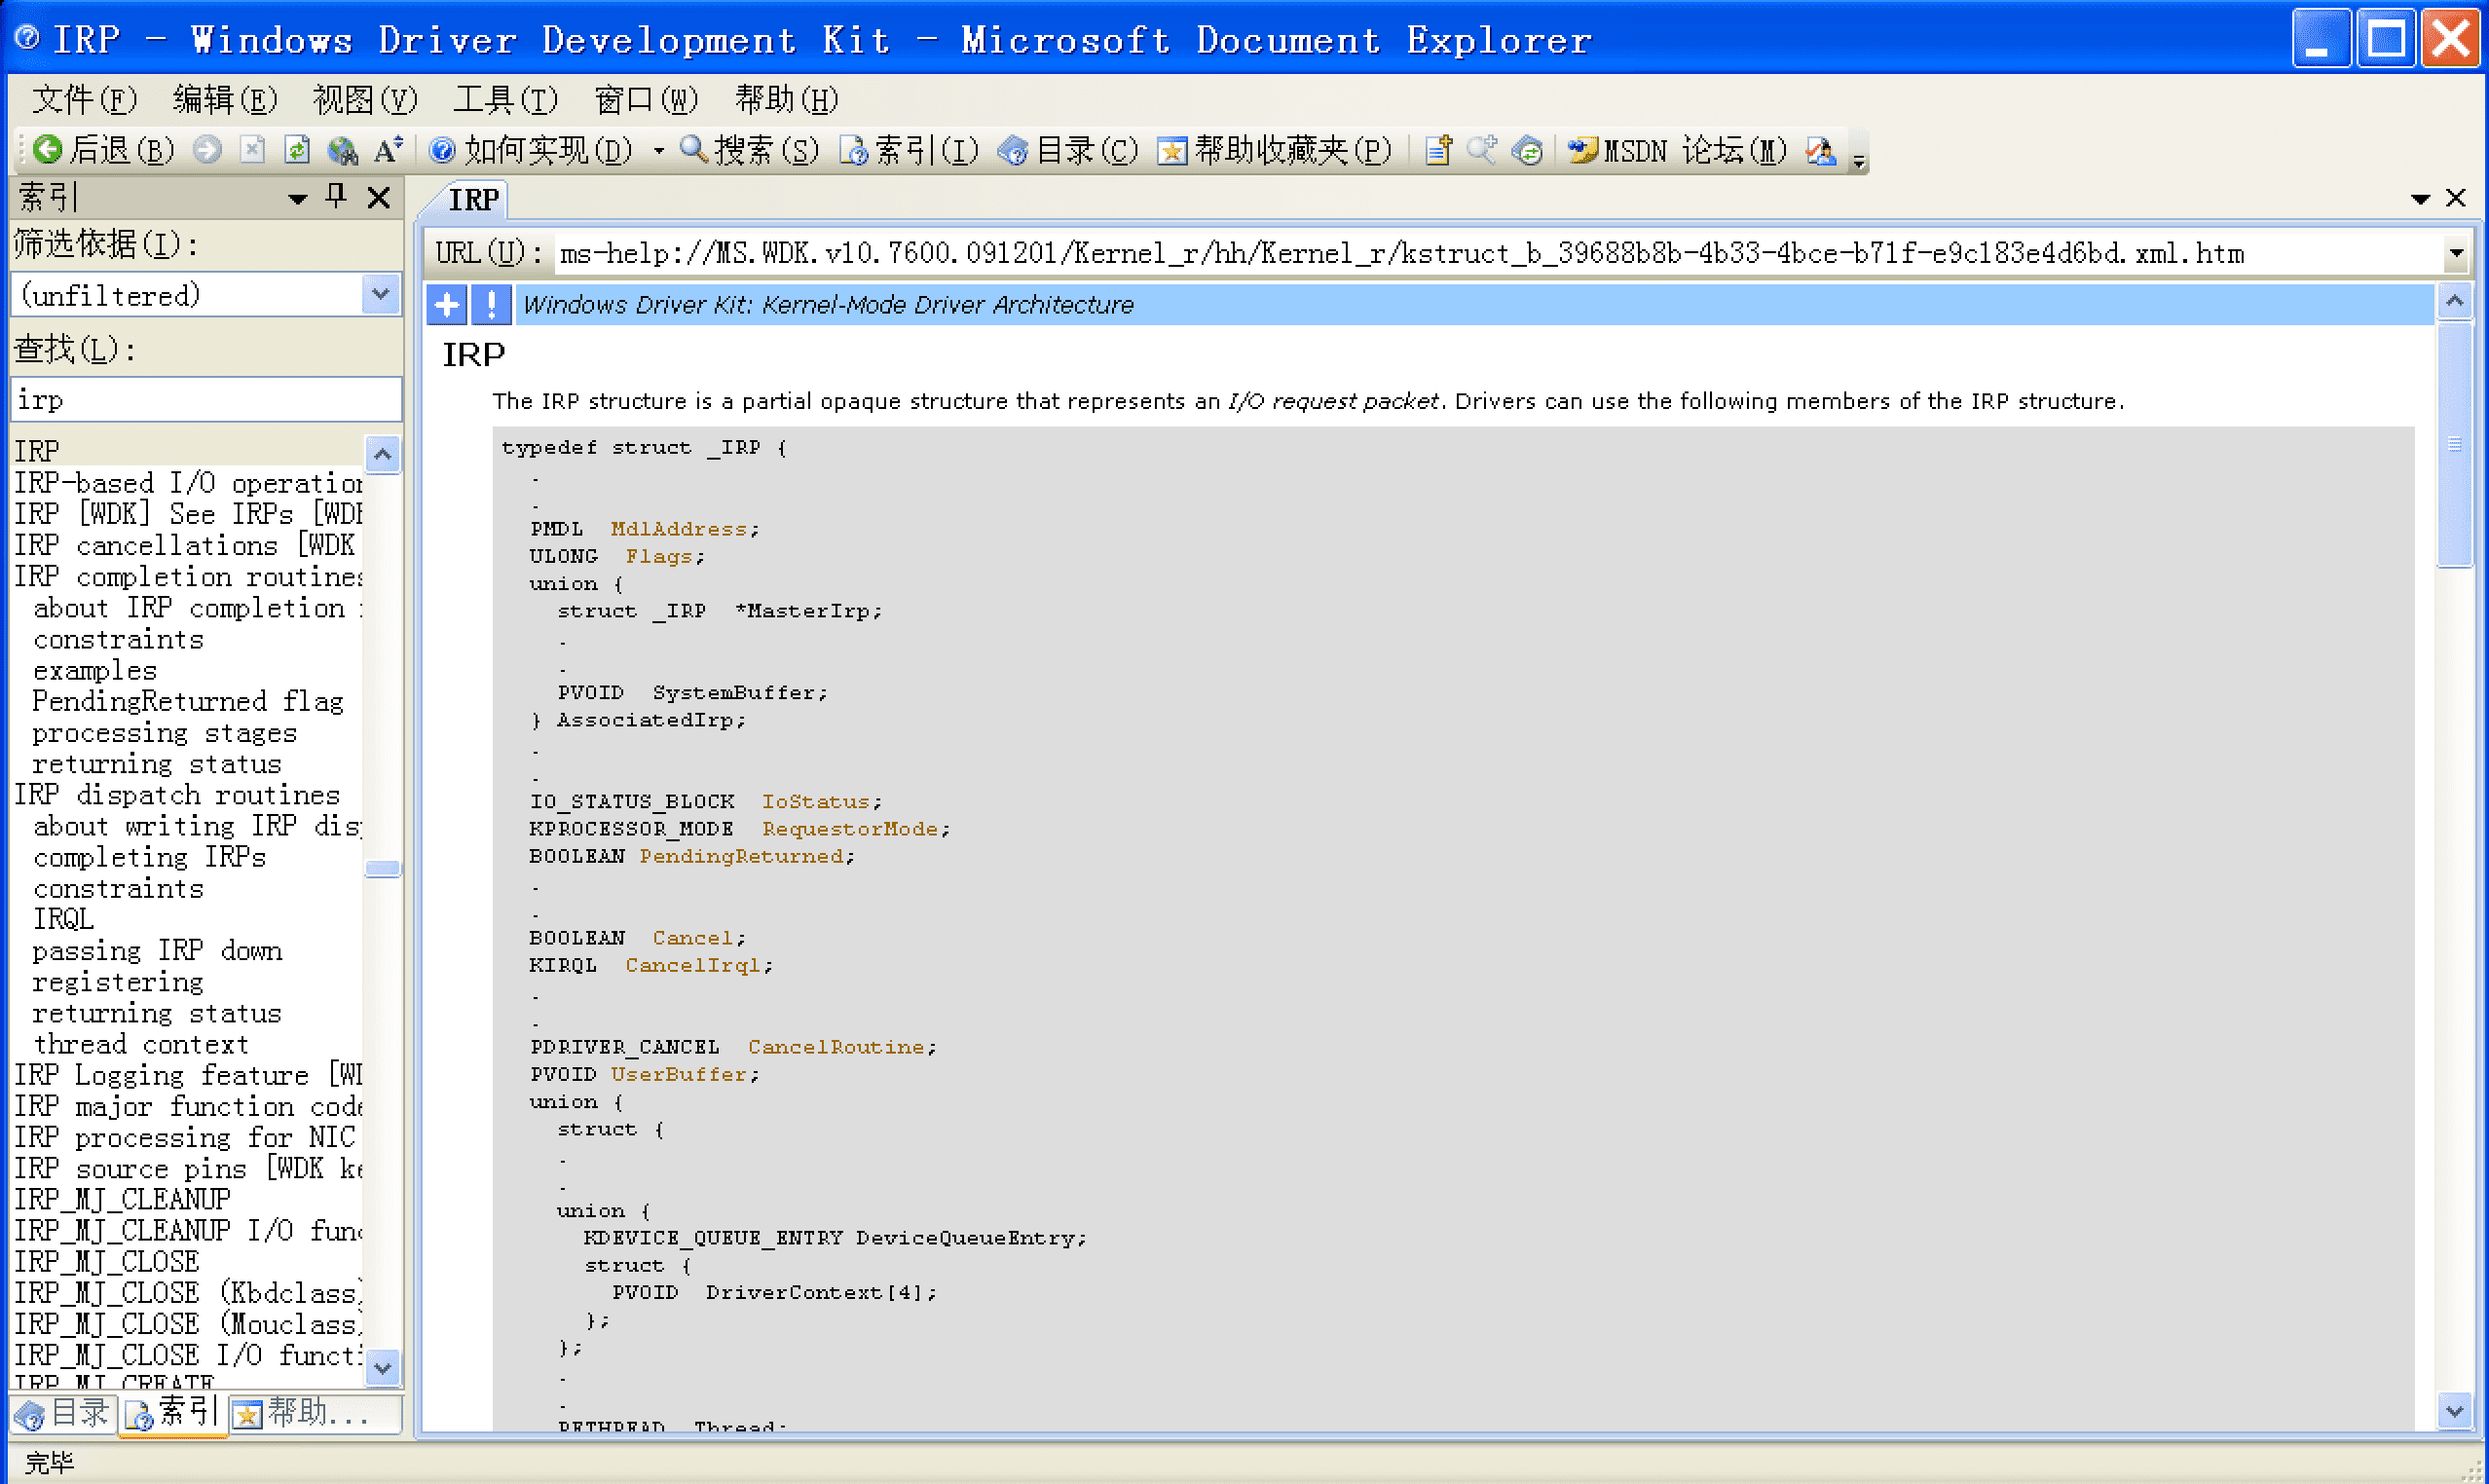 IRP - Windows Driver Development Kit - Microsoft Document Explorer
文件(F) 编辑(E) 视图(V) 工具(T) 窗口(W) 帮助(H)
后退(B) 如何实现(D) 搜索(S) 索引(I) 目录(C) 帮助收藏夹(P) MSDN 论坛(M)
索引
筛选依据(I):
(unfiltered)
查找(L):
irp
IRP
IRP-based I/O operation
IRP [WDK] See IRPs [WDK
IRP cancellations [WDK
IRP completion routines
about IRP completion
constraints
examples
PendingReturned flag
processing stages
returning status
IRP dispatch routines
about writing IRP disp
completing IRPs
constraints
IRQL
passing IRP down
registering
returning status
thread context
IRP Logging feature [WD
IRP major function code
IRP processing for NIC
IRP source pins [WDK ke
IRP_MJ_CLEANUP
IRP_MJ_CLEANUP I/O func
IRP_MJ_CLOSE
IRP_MJ_CLOSE (Kbdclass)
IRP_MJ_CLOSE (Mouclass)
IRP_MJ_CLOSE I/O functi
IRP_MJ_CREATE
目录 索引 帮助...
IRP
URL(U): ms-help://MS.WDK.v10.7600.091201/Kernel_r/hh/Kernel_r/kstruct_b_39688b8b-4b33-4bce-b71f-e9c183e4d6bd.xml.htm
Windows Driver Kit: Kernel-Mode Driver Architecture
IRP
The IRP structure is a partial opaque structure that represents an I/O request packet. Drivers can use the following members of the IRP structure.
typedef struct _IRP {
.
.
PMDL MdlAddress;
ULONG Flags;
union {
struct _IRP *MasterIrp;
.
.
PVOID SystemBuffer;
} AssociatedIrp;
.
.
IO_STATUS_BLOCK IoStatus;
KPROCESSOR_MODE RequestorMode;
BOOLEAN PendingReturned;
.
.
BOOLEAN Cancel;
KIRQL CancelIrql;
.
.
PDRIVER_CANCEL CancelRoutine;
PVOID UserBuffer;
union {
struct {
.
.
union {
KDEVICE_QUEUE_ENTRY DeviceQueueEntry;
struct {
PVOID DriverContext[4];
};
};
.
.
PETHREAD Thread;
完毕